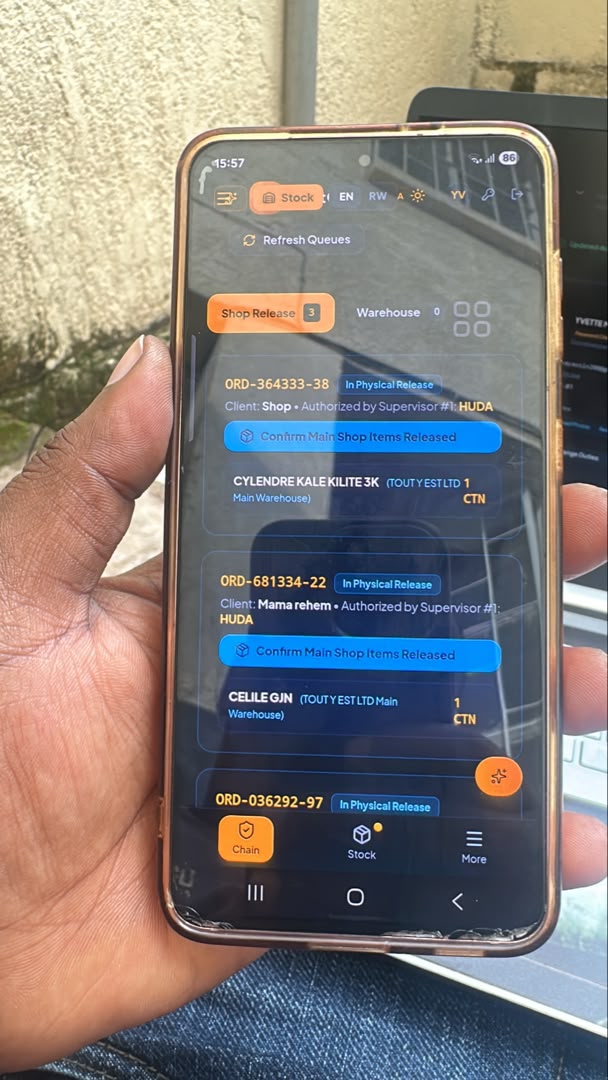 15:57
86
Stock
EN
RW
A
YV
Refresh Queues
Shop Release 3
Warehouse 0
ORD-364333-38 In Physical Release
Client: Shop • Authorized by Supervisor #1: HUDA
Confirm Main Shop Items Released
CYLENDRE KALE KILITE 3K (TOUT Y EST LTD 1
Main Warehouse) CTN
ORD-681334-22 In Physical Release
Client: Mama rehem • Authorized by Supervisor #1:
HUDA
Confirm Main Shop Items Released
CELILE GJN (TOUT Y EST LTD Main 1
Warehouse) CTN
ORD-036292-97 In Physical Release
Chain
Stock
More
YVETTE